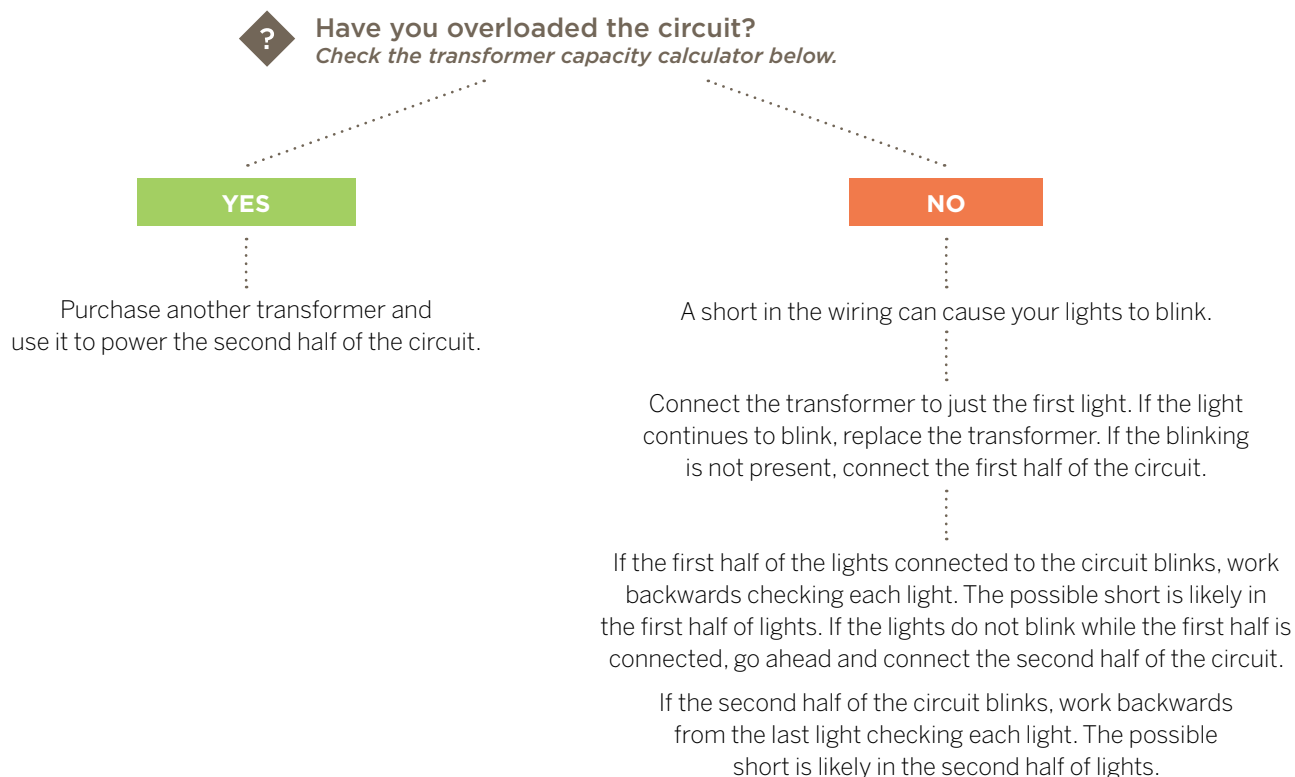 ?
Have you overloaded the circuit?
Check the transformer capacity calculator below.
YES
NO
Purchase another transformer and
use it to power the second half of the circuit.
A short in the wiring can cause your lights to blink.
Connect the transformer to just the first light. If the light
continues to blink, replace the transformer. If the blinking
is not present, connect the first half of the circuit.
If the first half of the lights connected to the circuit blinks, work
backwards checking each light. The possible short is likely in
the first half of lights. If the lights do not blink while the first half is
connected, go ahead and connect the second half of the circuit.
If the second half of the circuit blinks, work backwards
from the last light checking each light. The possible
short is likely in the second half of lights.